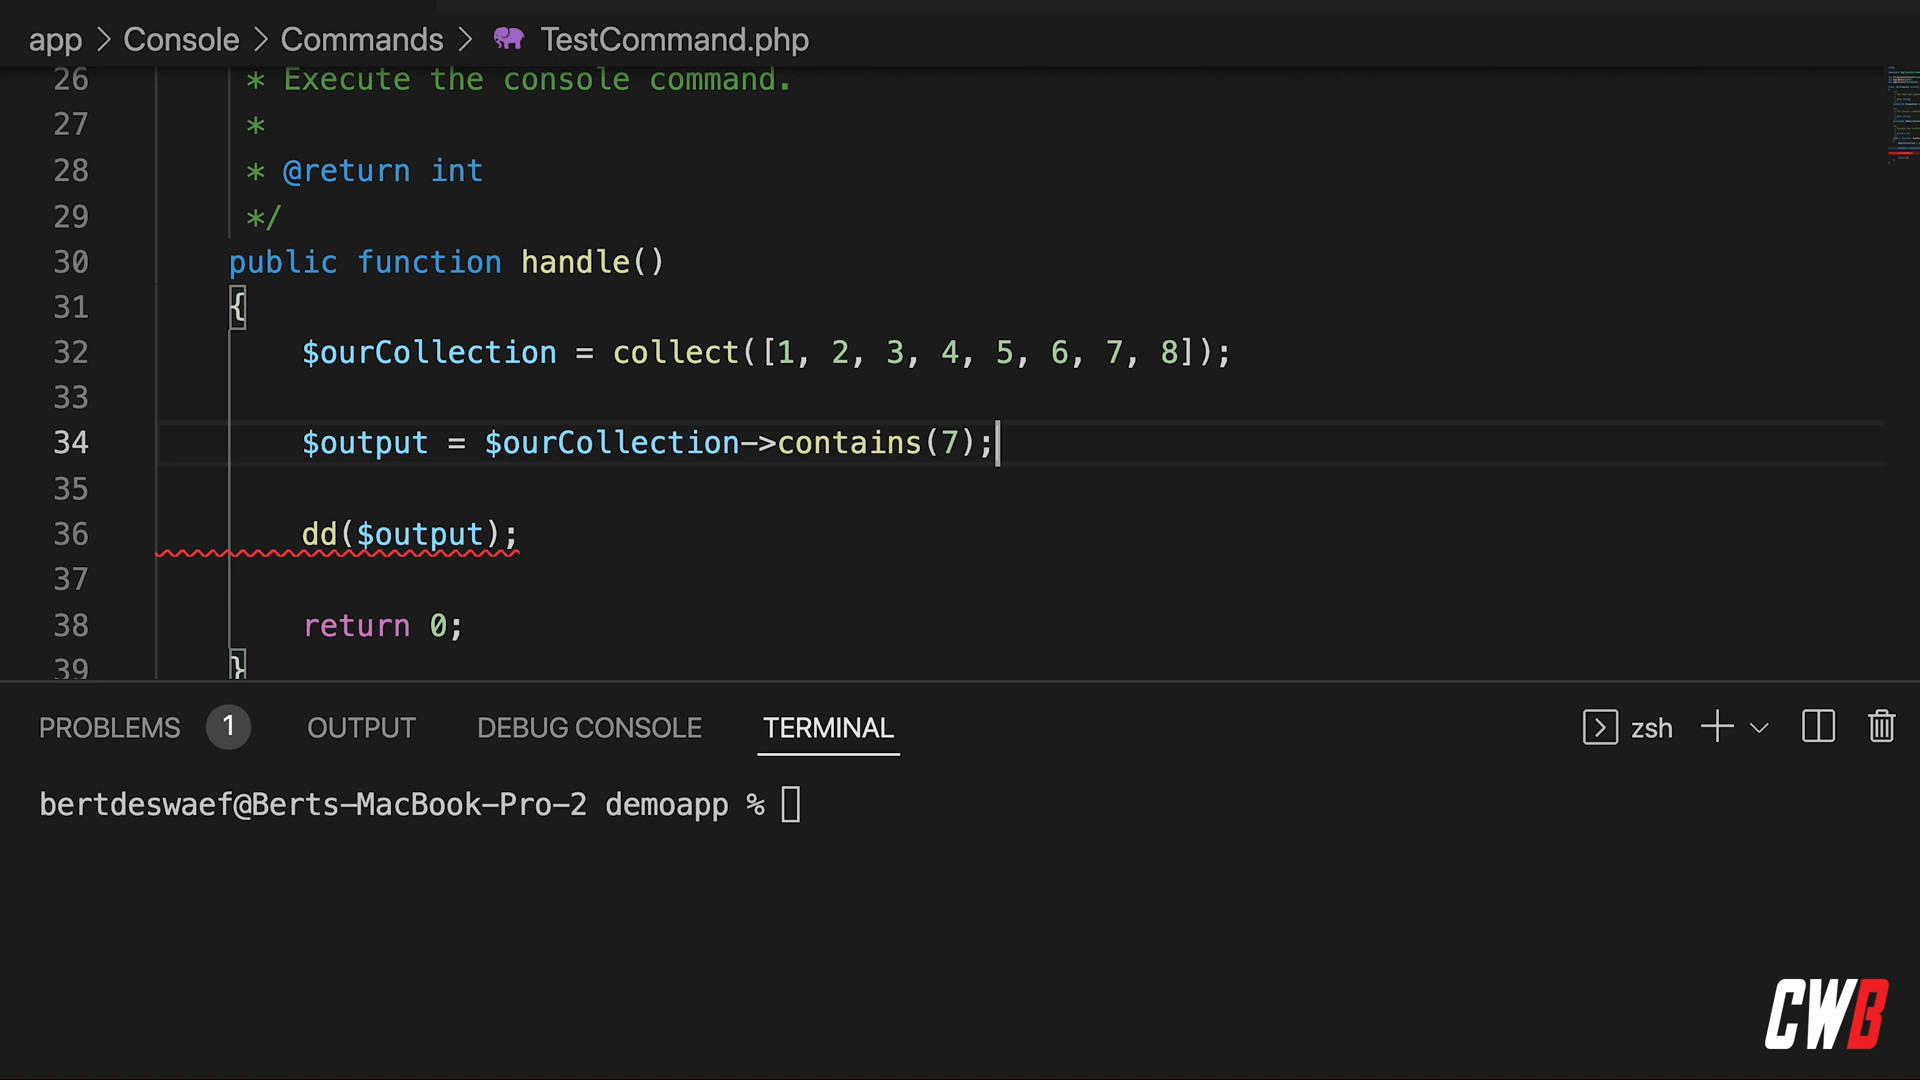 app > Console > Commands > TestCommand.php
26 * Execute the console command.
27 *
28 * @return int
29 */
30 public function handle()
31 {
32 $ourCollection = collect([1, 2, 3, 4, 5, 6, 7, 8]);
33
34 $output = $ourCollection->contains(7);
35
36 dd($output);
37
38 return 0;
39 }
PROBLEMS 1 OUTPUT DEBUG CONSOLE TERMINAL zsh
bertdeswaef@Berts-MacBook-Pro-2 demoapp %
CWB